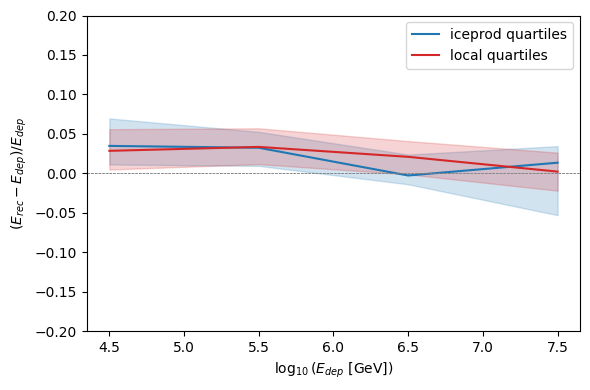 iceprod quartiles
local quartiles
0.20
0.15
0.10
0.05
0.00
−0.05
−0.10
−0.15
−0.20
(E_rec − E_dep)/E_dep
4.5 5.0 5.5 6.0 6.5 7.0 7.5
log₁₀ (E_dep [GeV])